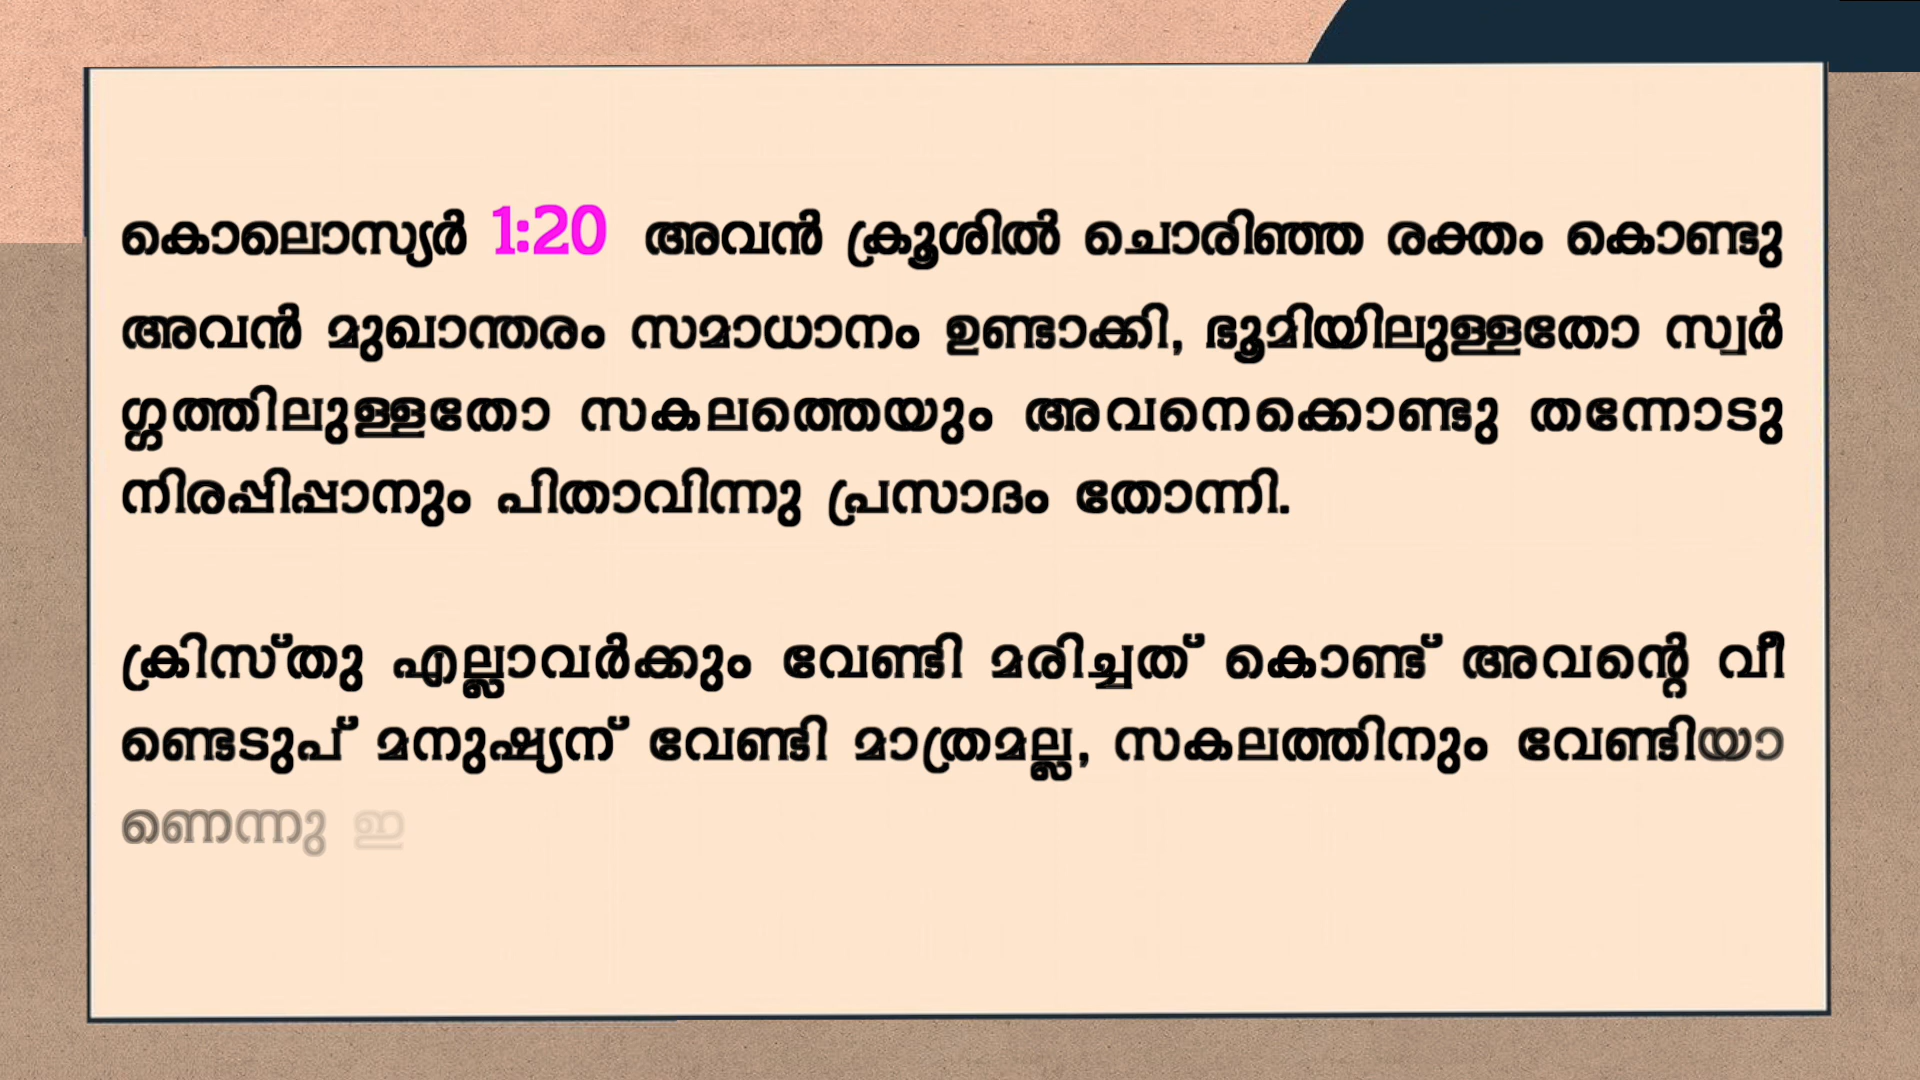 കൊലൊസ്യർ 1:20 അവൻ ക്രൂശിൽ ചൊരിഞ്ഞ രക്തം കൊണ്ടു
അവൻ മുഖാന്തരം സമാധാനം ഉണ്ടാക്കി, ഭൂമിയിലുള്ളതോ സ്വർ
ഗ്ഗത്തിലുള്ളതോ സകലത്തെയും അവനെക്കൊണ്ടു തന്നോടു
നിരപ്പിപ്പാനും പിതാവിന്നു പ്രസാദം തോന്നി.
ക്രിസ്തു എല്ലാവർക്കും വേണ്ടി മരിച്ചത് കൊണ്ട് അവന്റെ വീ
ണ്ടെടുപ് മനുഷ്യന് വേണ്ടി മാത്രമല്ല, സകലത്തിനും വേണ്ടിയാ
ണെന്നു ഇ